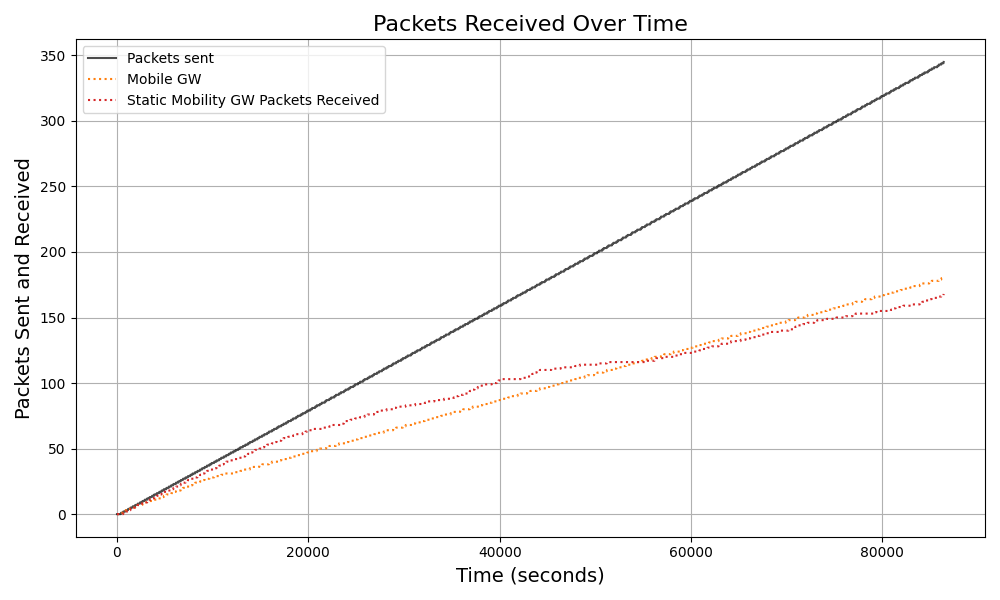 Packets Received Over Time
Packets sent
Mobile GW
Static Mobility GW Packets Received
Packets Sent and Received
350
300
250
200
150
100
50
0
0 20000 40000 60000 80000
Time (seconds)